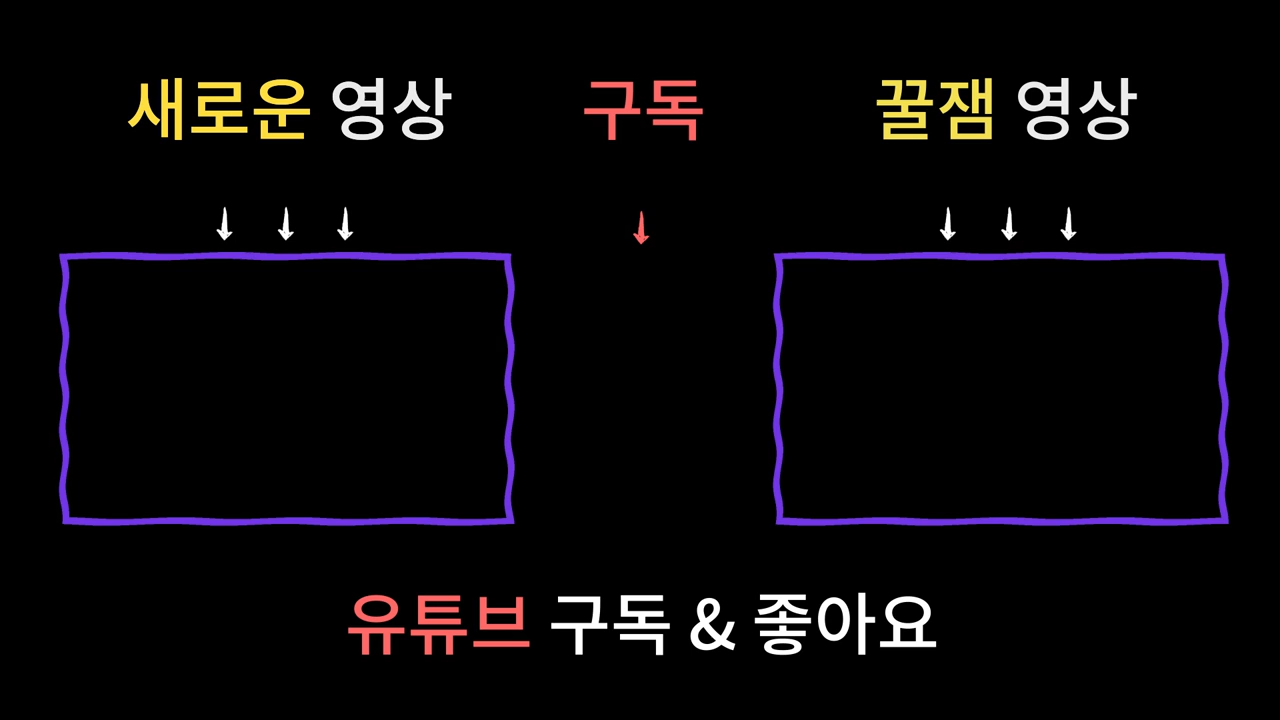 새로운 영상
구독
꿀잼 영상
유튜브 구독 & 좋아요